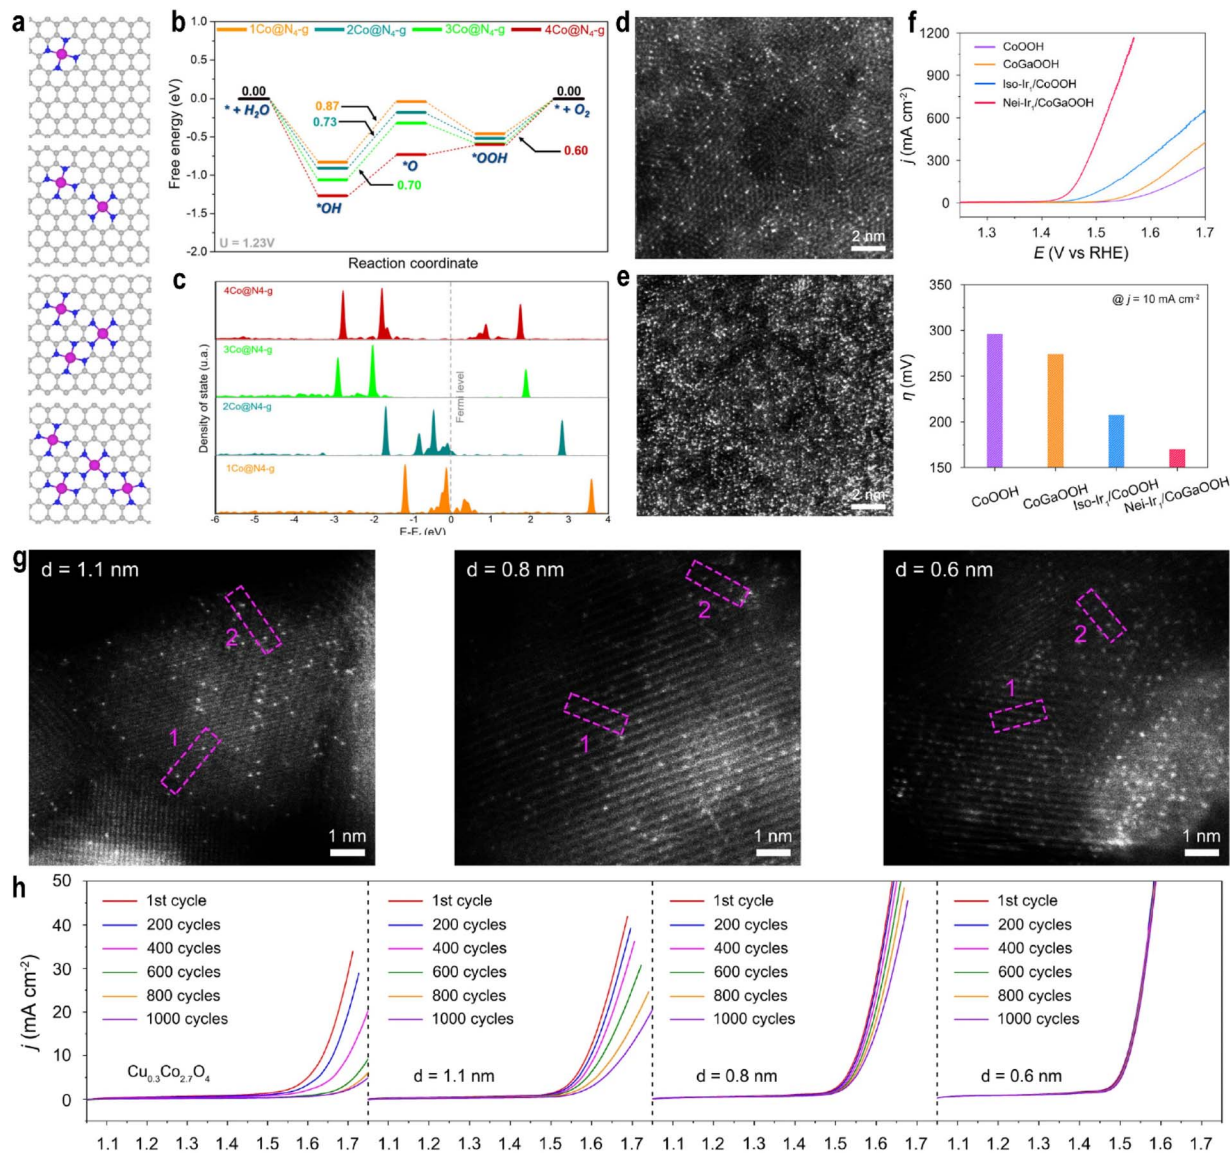 a
b
1Co@N₄-g 2Co@N₄-g 3Co@N₄-g 4Co@N₄-g
Free energy (eV)
1.0
0.5
0.0
-0.5
-1.0
-1.5
-2.0
0.00
* + H₂O
0.87
0.73
0.70
*OH
*O
*OOH
0.00
* + O₂
0.60
U = 1.23V
Reaction coordinate
c
Density of state (u.a.)
4Co@N4-g
3Co@N4-g
2Co@N4-g
1Co@N4-g
Fermi level
-6 -5 -4 -3 -2 -1 0 1 2 3 4
d
2 nm
e
2 nm
f
j (mA cm⁻²)
1200
900
600
300
0
CoOOH
CoGaOOH
Iso-Ir₁/CoOOH
Nei-Ir₁/CoGaOOH
1.3 1.4 1.5 1.6 1.7
E (V vs RHE)
η (mV)
350
300
250
200
150
@ j = 10 mA cm⁻²
CoOOH
CoGaOOH
Iso-Ir₁/CoOOH
Nei-Ir₁/CoGaOOH
g
d = 1.1 nm
2
1
1 nm
d = 0.8 nm
2
1
1 nm
d = 0.6 nm
2
1
1 nm
h
j (mA cm⁻²)
50
40
30
20
10
0
1st cycle
200 cycles
400 cycles
600 cycles
800 cycles
1000 cycles
Cu₀.₃Co₂.₇O₄
1st cycle
200 cycles
400 cycles
600 cycles
800 cycles
1000 cycles
d = 1.1 nm
1st cycle
200 cycles
400 cycles
600 cycles
800 cycles
1000 cycles
d = 0.8 nm
1st cycle
200 cycles
400 cycles
600 cycles
800 cycles
1000 cycles
d = 0.6 nm
1.1 1.2 1.3 1.4 1.5 1.6 1.7 1.1 1.2 1.3 1.4 1.5 1.6 1.7 1.1 1.2 1.3 1.4 1.5 1.6 1.7 1.1 1.2 1.3 1.4 1.5 1.6 1.7